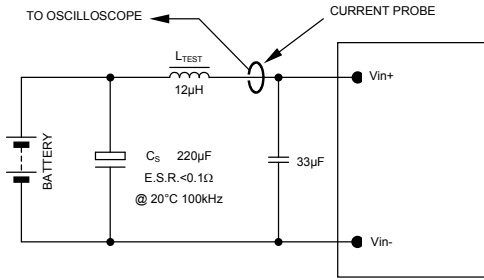 TO OSCILLOSCOPE
CURRENT PROBE
LTEST
12µH
Vin+
BATTERY
CS 220µF
E.S.R.<0.1Ω
@ 20°C 100kHz
33µF
Vin-